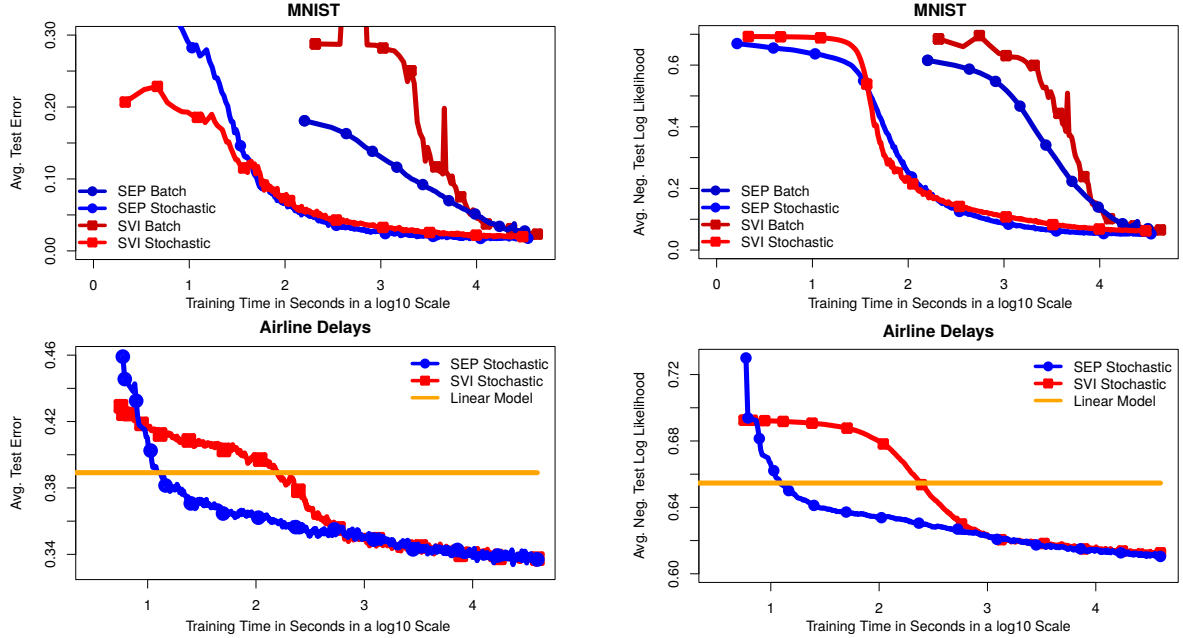 MNIST
Avg. Test Error
0.30
0.20
0.10
0.00
SEP Batch
SEP Stochastic
SVI Batch
SVI Stochastic
0 1 2 3 4
Training Time in Seconds in a log10 Scale
MNIST
Avg. Neg. Test Log Likelihood
0.6
0.4
0.2
0.0
SEP Batch
SEP Stochastic
SVI Batch
SVI Stochastic
0 1 2 3 4
Training Time in Seconds in a log10 Scale
Airline Delays
Avg. Test Error
0.46
0.42
0.38
0.34
SEP Stochastic
SVI Stochastic
Linear Model
1 2 3 4
Training Time in Seconds in a log10 Scale
Airline Delays
Avg. Neg. Test Log Likelihood
0.72
0.68
0.64
0.60
SEP Stochastic
SVI Stochastic
Linear Model
1 2 3 4
Training Time in Seconds in a log10 Scale